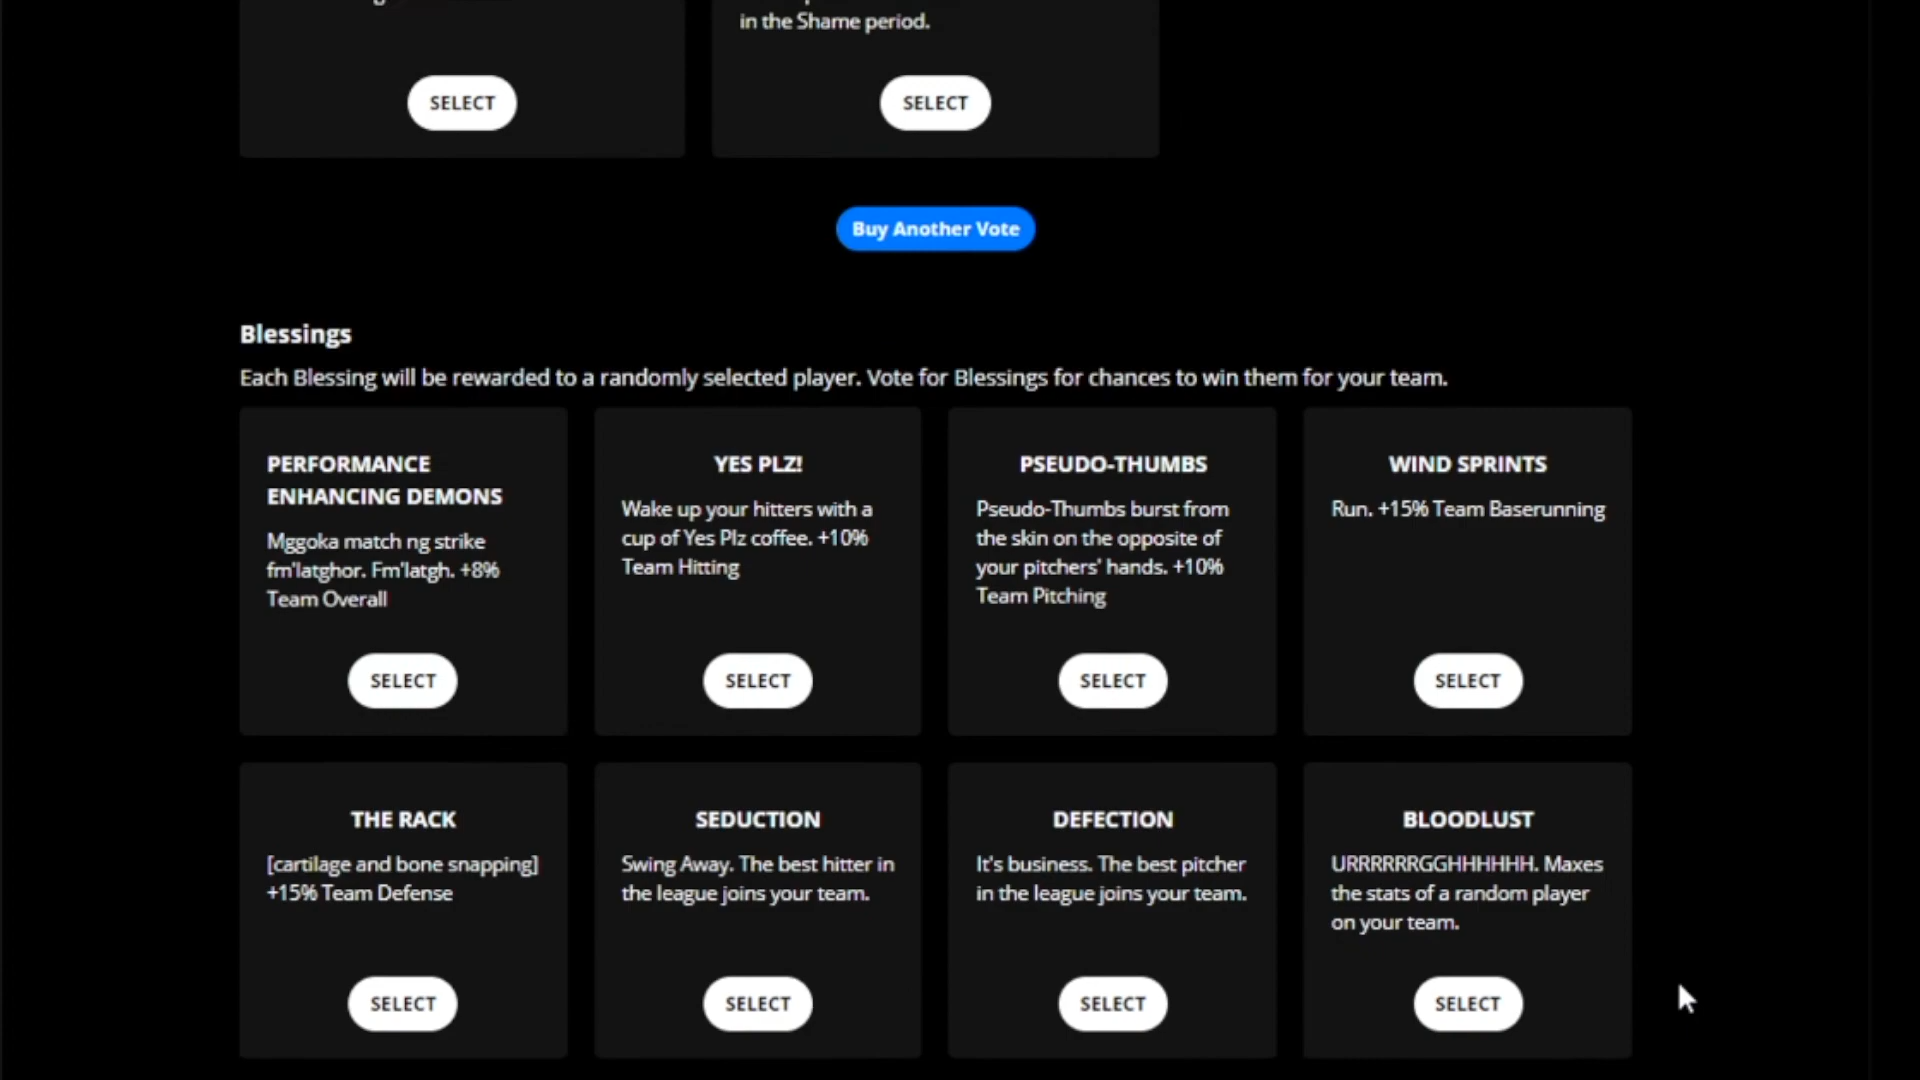 in the Shame period.
SELECT
SELECT
Buy Another Vote
Blessings
Each Blessing will be rewarded to a randomly selected player. Vote for Blessings for chances to win them for your team.
PERFORMANCE
ENHANCING DEMONS
Mggoka match ng strike
fm'latghor. Fm'latgh. +8%
Team Overall
SELECT
YES PLZ!
Wake up your hitters with a
cup of Yes Plz coffee. +10%
Team Hitting
SELECT
PSEUDO-THUMBS
Pseudo-Thumbs burst from
the skin on the opposite of
your pitchers' hands. +10%
Team Pitching
SELECT
WIND SPRINTS
Run. +15% Team Baserunning
SELECT
THE RACK
[cartilage and bone snapping]
+15% Team Defense
SELECT
SEDUCTION
Swing Away. The best hitter in
the league joins your team.
SELECT
DEFECTION
It's business. The best pitcher
in the league joins your team.
SELECT
BLOODLUST
URRRRRRGGHHHHHH. Maxes
the stats of a random player
on your team.
SELECT